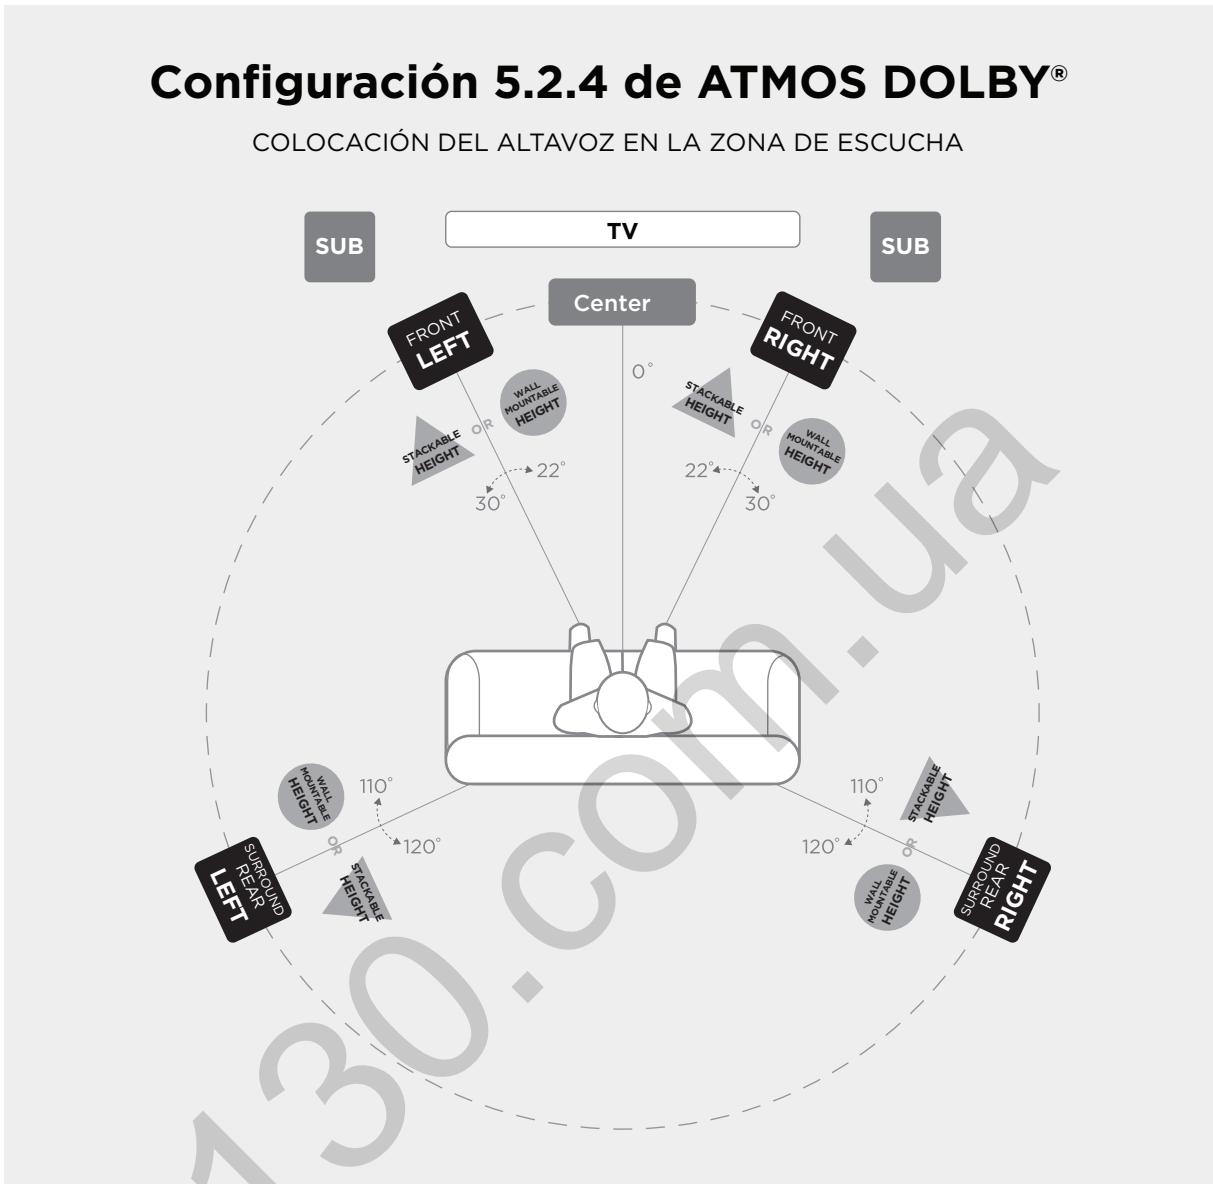 Configuración 5.2.4 de ATMOS DOLBY®
COLOCACIÓN DEL ALTAVOZ EN LA ZONA DE ESCUCHA
SUB
TV
SUB
Center
FRONT
LEFT
FRONT
RIGHT
0°
WALL
MOUNTABLE
HEIGHT
OR
STACKABLE
HEIGHT
STACKABLE
HEIGHT
OR
WALL
MOUNTABLE
HEIGHT
22°
30°
22°
30°
WALL
MOUNTABLE
HEIGHT
OR
STACKABLE
HEIGHT
110°
120°
110°
120°
STACKABLE
HEIGHT
OR
WALL
MOUNTABLE
HEIGHT
SURROUND
REAR
LEFT
SURROUND
REAR
RIGHT
130.com.ua